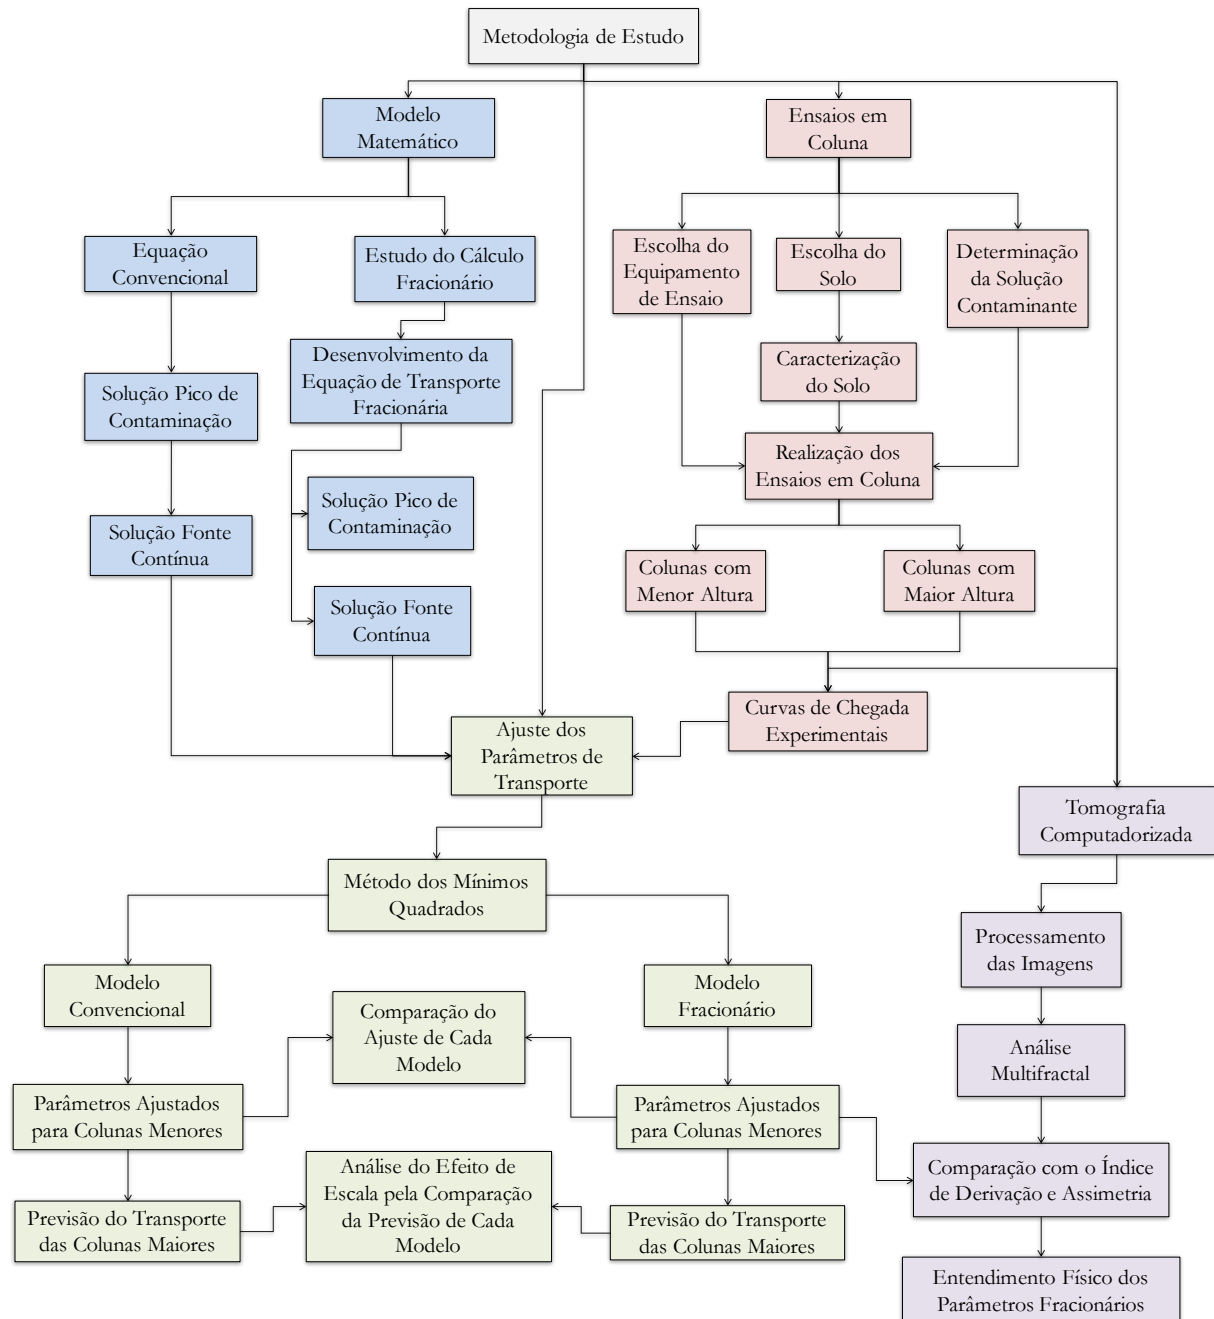 Metodologia de Estudo
Modelo
Matemático
Ensaios em
Coluna
Equação
Convencional
Estudo do Cálculo
Fracionário
Escolha do
Equipamento
de Ensaio
Escolha do
Solo
Determinação
da Solução
Contaminante
Desenvolvimento da
Equação de Transporte
Fracionária
Caracterização
do Solo
Solução Pico de
Contaminação
Realização dos
Ensaios em Coluna
Solução Pico de
Contaminação
Solução Fonte
Contínua
Colunas com
Menor Altura
Colunas com
Maior Altura
Solução Fonte
Contínua
Curvas de Chegada
Experimentais
Ajuste dos
Parâmetros de
Transporte
Tomografia
Computadorizada
Método dos Mínimos
Quadrados
Processamento
das Imagens
Modelo
Convencional
Modelo
Fracionário
Comparação do
Ajuste de Cada
Modelo
Análise
Multifractal
Parâmetros Ajustados
para Colunas Menores
Parâmetros Ajustados
para Colunas Menores
Comparação com o Índice
de Derivação e Assimetria
Análise do Efeito de
Escala pela Comparação
da Previsão de Cada
Modelo
Previsão do Transporte
das Colunas Maiores
Previsão do Transporte
das Colunas Maiores
Entendimento Físico dos
Parâmetros Fracionários